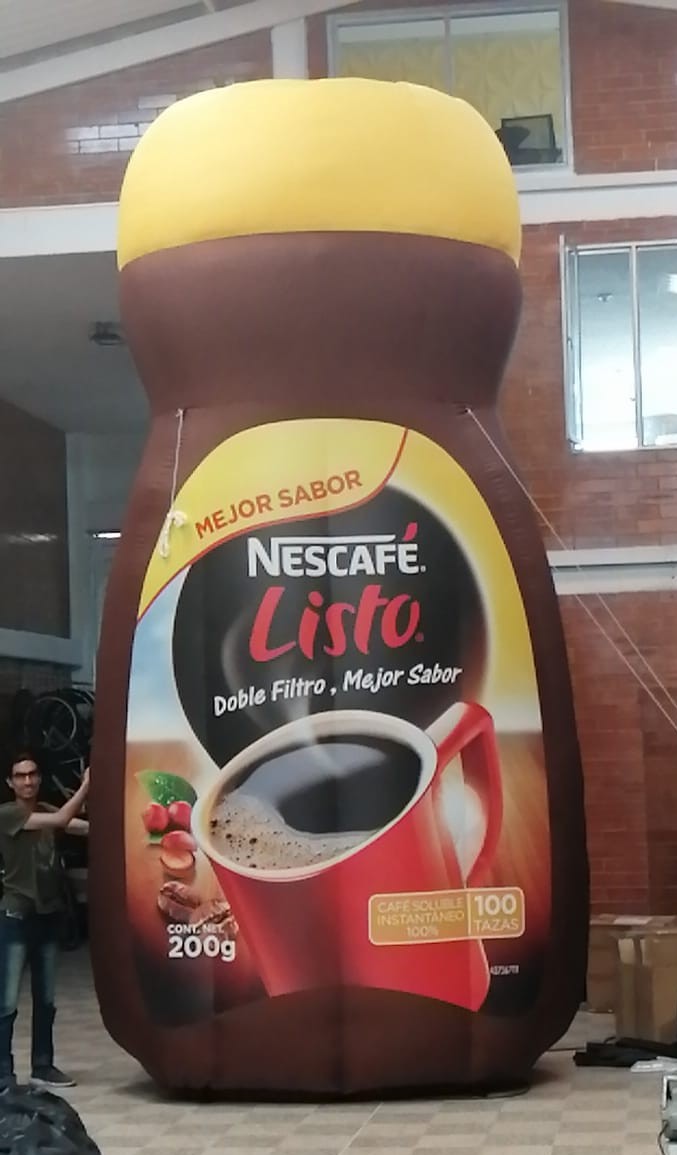 MEJOR SABOR
NESCAFÉ®
Listo®
Doble Filtro, Mejor Sabor
CAFÉ SOLUBLE
INSTANTÁNEO
100%
100
TAZAS
CONT. NET.
200g